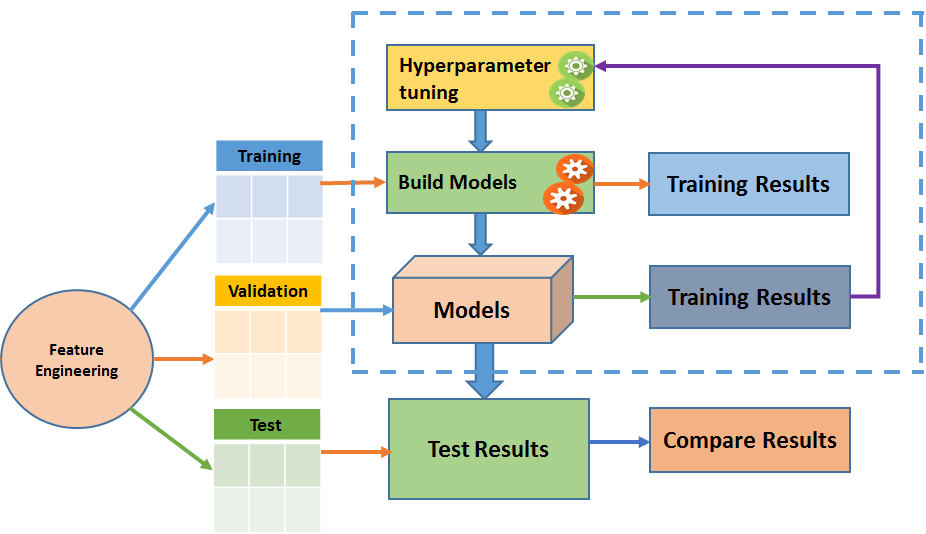 Hyperparameter
tuning
Training
Build Models
Training Results
Validation
Models
Training Results
Feature
Engineering
Test
Test Results
Compare Results